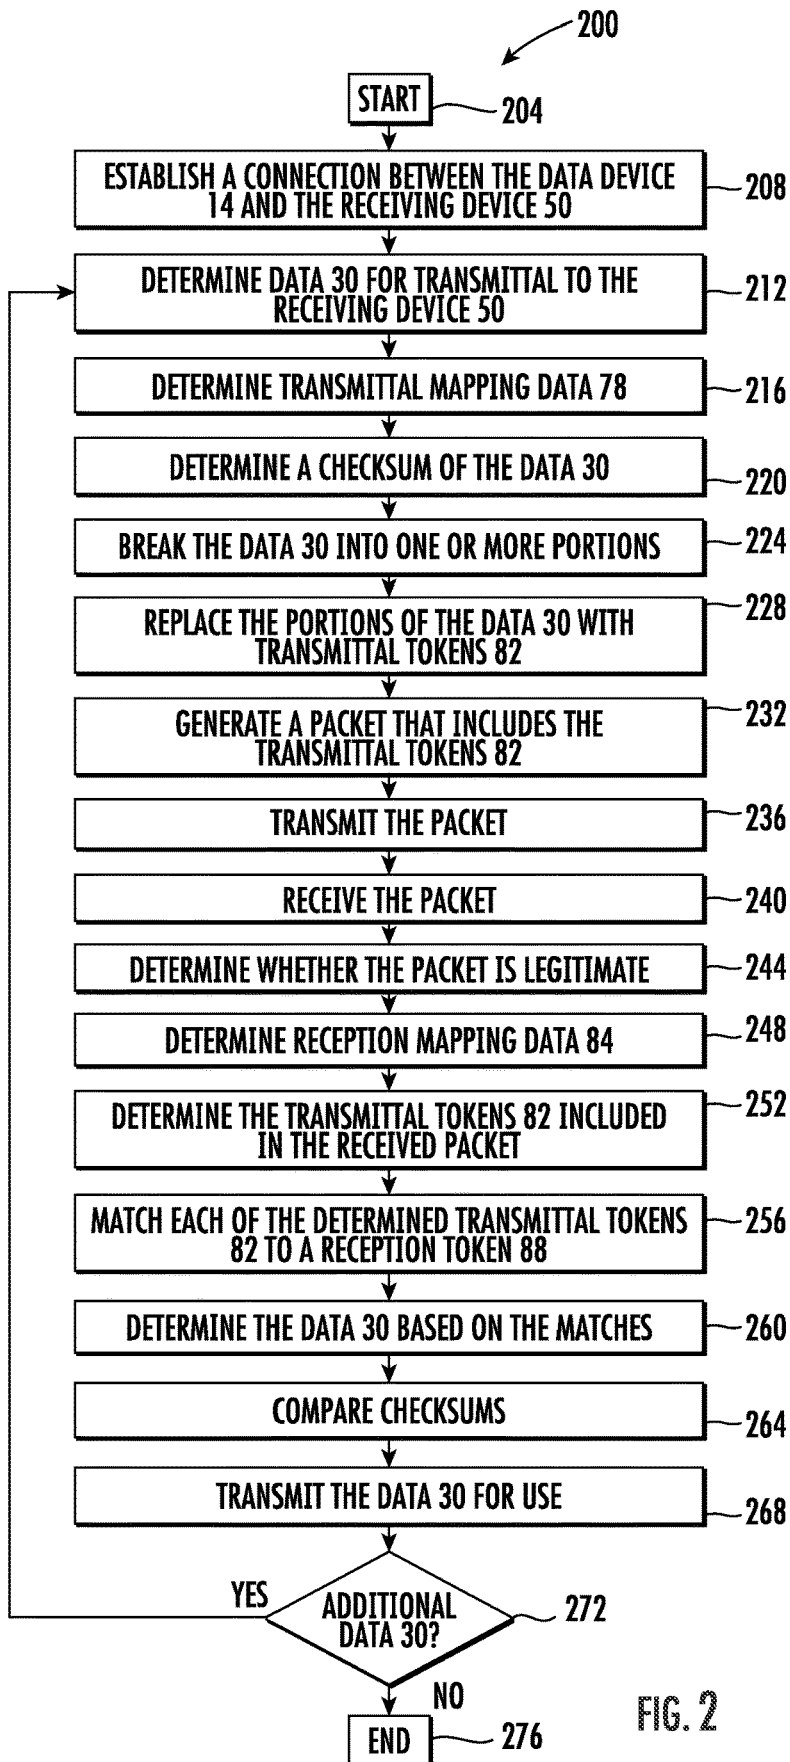 200
START
204
ESTABLISH A CONNECTION BETWEEN THE DATA DEVICE
14 AND THE RECEIVING DEVICE 50
208
DETERMINE DATA 30 FOR TRANSMITTAL TO THE
RECEIVING DEVICE 50
212
DETERMINE TRANSMITTAL MAPPING DATA 78
216
DETERMINE A CHECKSUM OF THE DATA 30
220
BREAK THE DATA 30 INTO ONE OR MORE PORTIONS
224
REPLACE THE PORTIONS OF THE DATA 30 WITH
TRANSMITTAL TOKENS 82
228
GENERATE A PACKET THAT INCLUDES THE
TRANSMITTAL TOKENS 82
232
TRANSMIT THE PACKET
236
RECEIVE THE PACKET
240
DETERMINE WHETHER THE PACKET IS LEGITIMATE
244
DETERMINE RECEPTION MAPPING DATA 84
248
DETERMINE THE TRANSMITTAL TOKENS 82 INCLUDED
IN THE RECEIVED PACKET
252
MATCH EACH OF THE DETERMINED TRANSMITTAL TOKENS
82 TO A RECEPTION TOKEN 88
256
DETERMINE THE DATA 30 BASED ON THE MATCHES
260
COMPARE CHECKSUMS
264
TRANSMIT THE DATA 30 FOR USE
268
YES
ADDITIONAL
DATA 30?
272
NO
END
276
FIG. 2